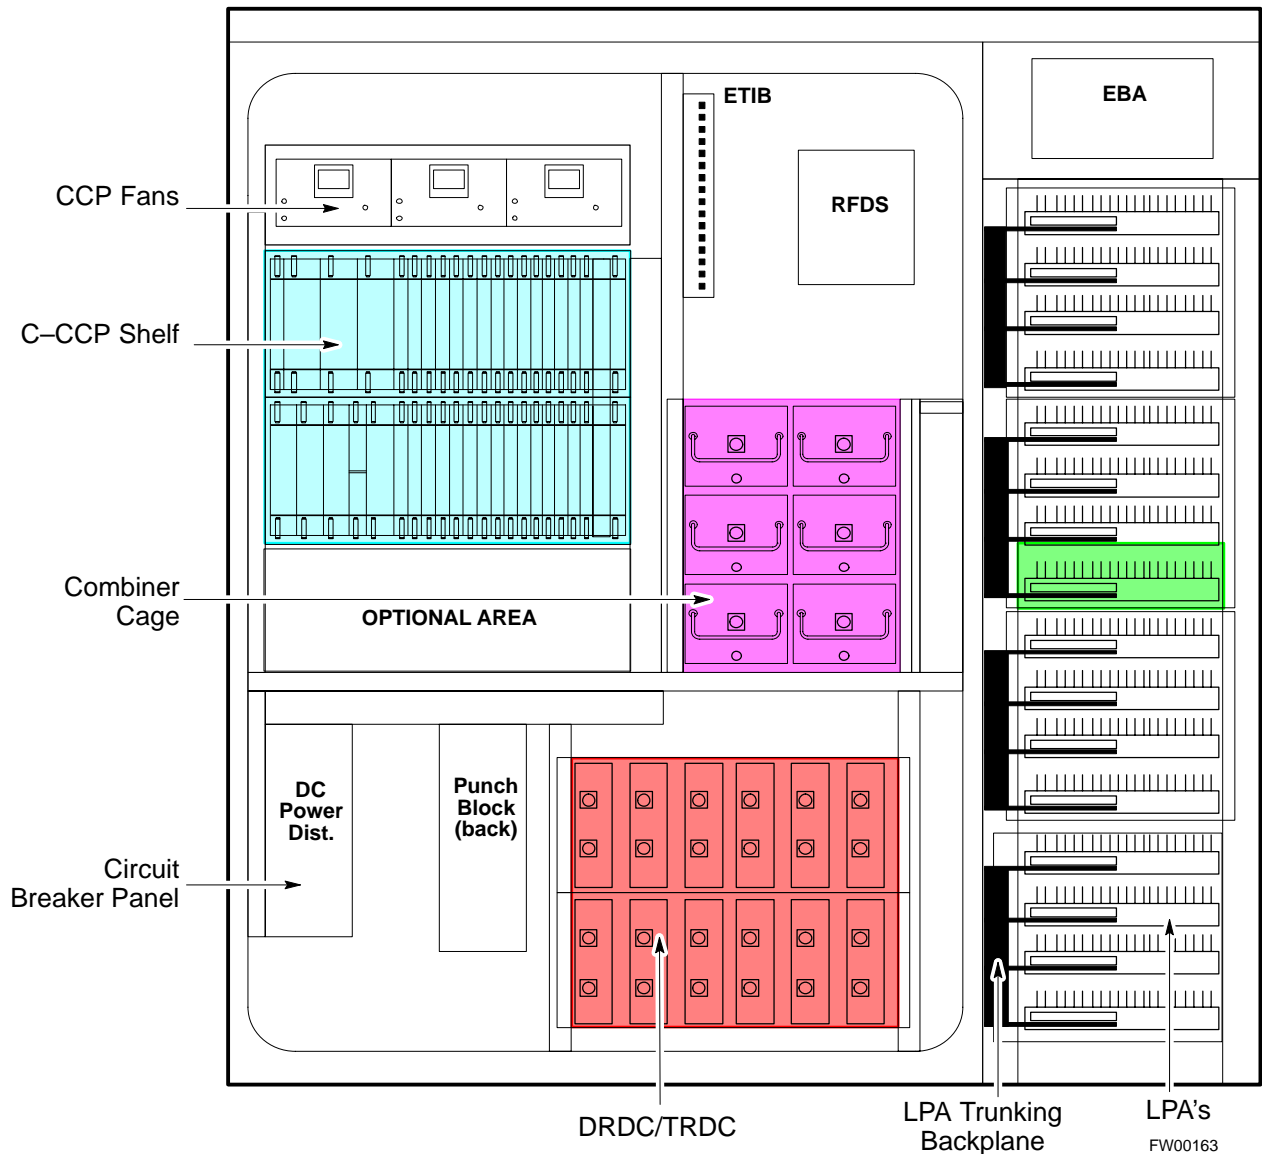 ETIB
EBA
CCP Fans
RFDS
C–CCP Shelf
Combiner
Cage
OPTIONAL AREA
DC
Power
Dist.
Punch
Block
(back)
Circuit
Breaker Panel
DRDC/TRDC
LPA Trunking
Backplane
LPA's
FW00163